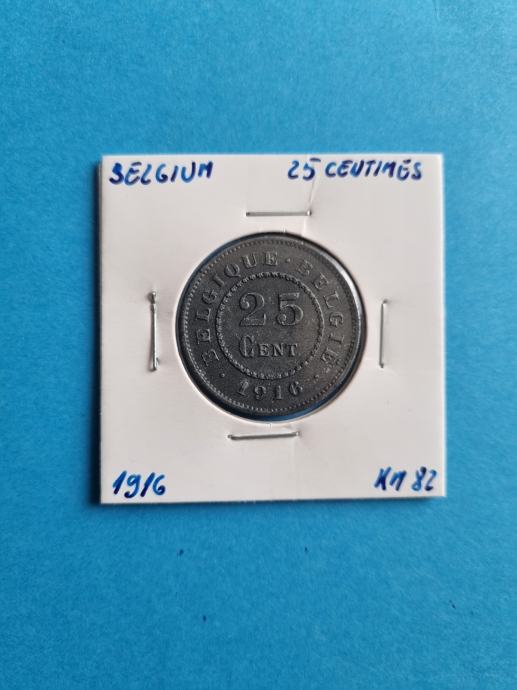 BELGIUM 25 CENTIMES
BELGIQUE · BELGIE
25
CENT.
· 1916 ·
1916 KM 82